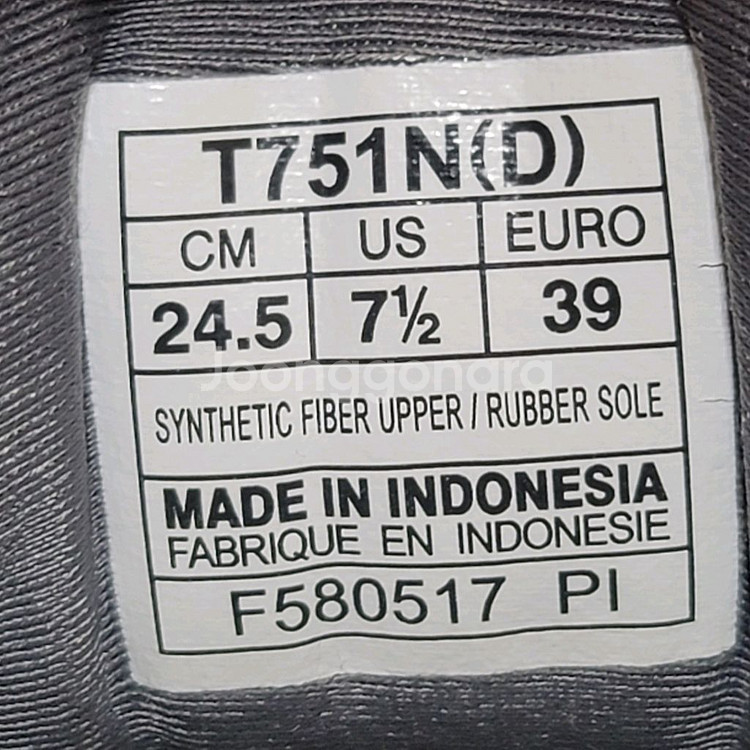 T751N(D)
CM US EURO
24.5 7½ 39
Joonggonara
SYNTHETIC FIBER UPPER / RUBBER SOLE
MADE IN INDONESIA
FABRIQUE EN INDONESIE
F580517 PI